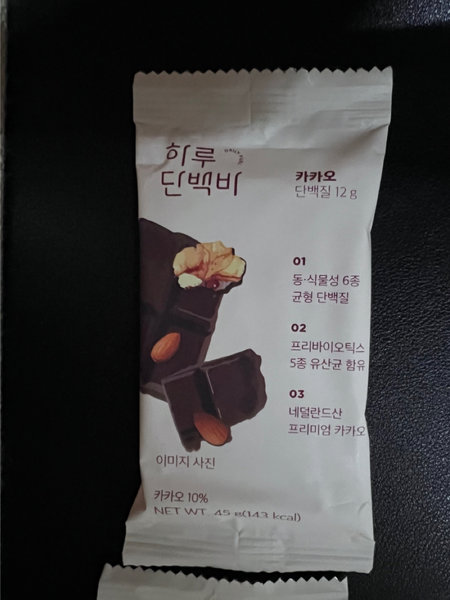 하루
단백바
카카오
단백질 12 g
01
동·식물성 6종
균형 단백질
02
프리바이오틱스
5종 유산균 함유
03
네덜란드산
프리미엄 카카오
이미지 사진
카카오 10%
NET WT. 45 g(143 kcal)